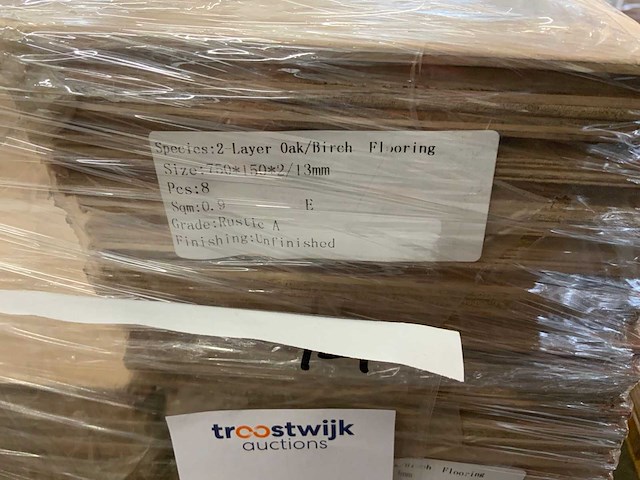 Species:2-Layer Oak/Birch Flooring
Size:750*150*2/13mm
Pcs:8
Sqm:0.9 E
Grade:Rustic A
Finishing:Unfinished
troostwijk
auctions
Flooring